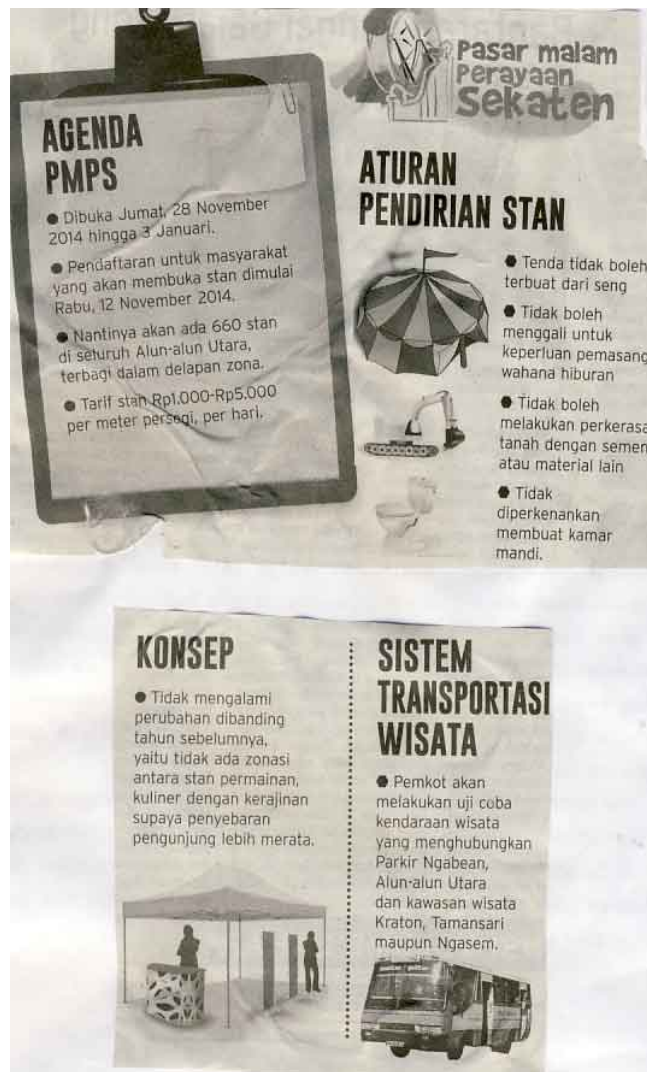 Pasar malam
Perayaan
Sekaten
AGENDA
PMPS
● Dibuka Jumat, 28 November
2014 hingga 3 Januari.
● Pendaftaran untuk masyarakat
yang akan membuka stan dimulai
Rabu, 12 November 2014.
● Nantinya akan ada 660 stan
di seluruh Alun-alun Utara,
terbagi dalam delapan zona.
● Tarif stan Rp1.000-Rp5.000
per meter persegi, per hari.
ATURAN
PENDIRIAN STAN
● Tenda tidak boleh
terbuat dari seng
● Tidak boleh
menggali untuk
keperluan pemasang
wahana hiburan
● Tidak boleh
melakukan perkerasa
tanah dengan semen
atau material lain
● Tidak
diperkenankan
membuat kamar
mandi.
KONSEP
● Tidak mengalami
perubahan dibanding
tahun sebelumnya,
yaitu tidak ada zonasi
antara stan permainan,
kuliner dengan kerajinan
supaya penyebaran
pengunjung lebih merata.
SISTEM
TRANSPORTASI
WISATA
● Pemkot akan
melakukan uji coba
kendaraan wisata
yang menghubungkan
Parkir Ngabean,
Alun-alun Utara
dan kawasan wisata
Kraton, Tamansari
maupun Ngasem.